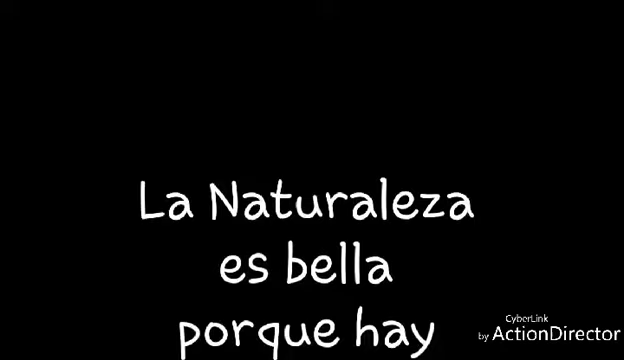 La Naturaleza
es bella
porque hay
CyberLink
by ActionDirector